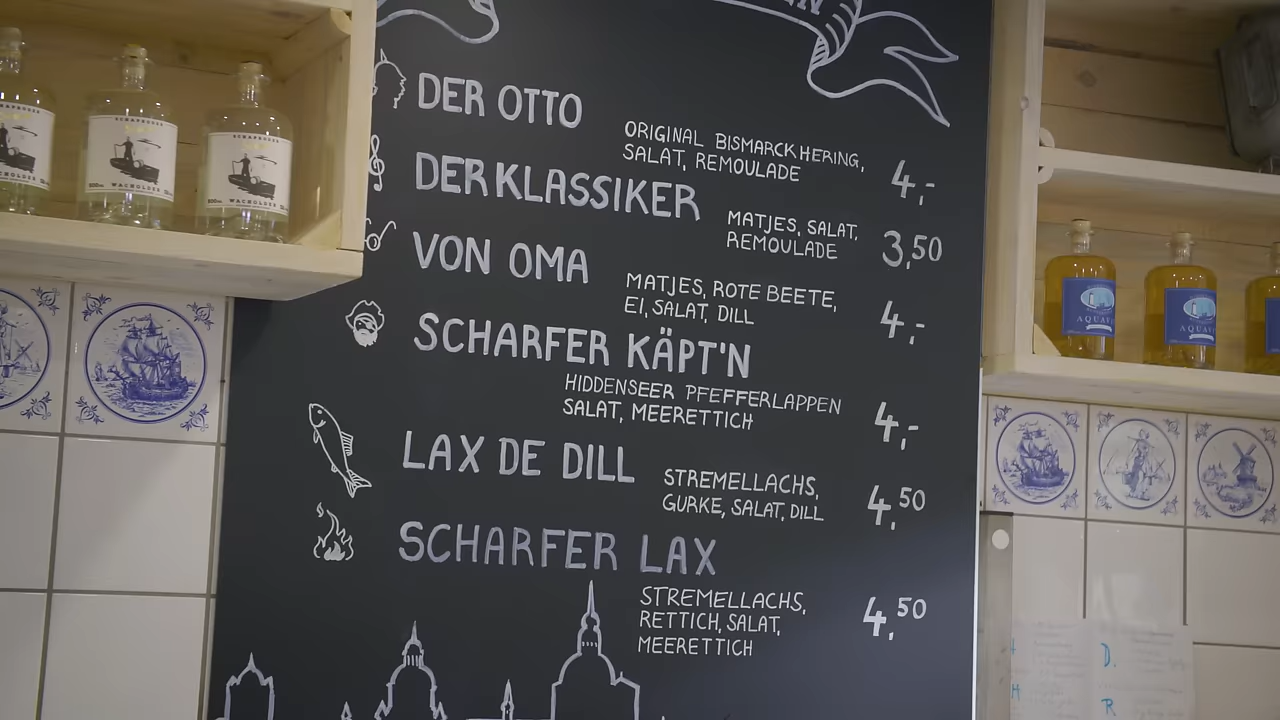 DER OTTO
ORIGINAL BISMARCKHERING,
SALAT, REMOULADE
4,-
DER KLASSIKER
MATJES, SALAT,
REMOULADE
3,50
VON OMA
MATJES, ROTE BEETE,
EI, SALAT, DILL
4,-
SCHARFER KÄPT'N
HIDDENSEER PFEFFERLAPPEN
SALAT, MEERETTICH
4,-
LAX DE DILL
STREMELLACHS,
GURKE, SALAT, DILL
4,50
SCHARFER LAX
STREMELLACHS,
RETTICH, SALAT,
MEERETTICH
4,50
WACHOLDER
WACHOLDER
D.
R